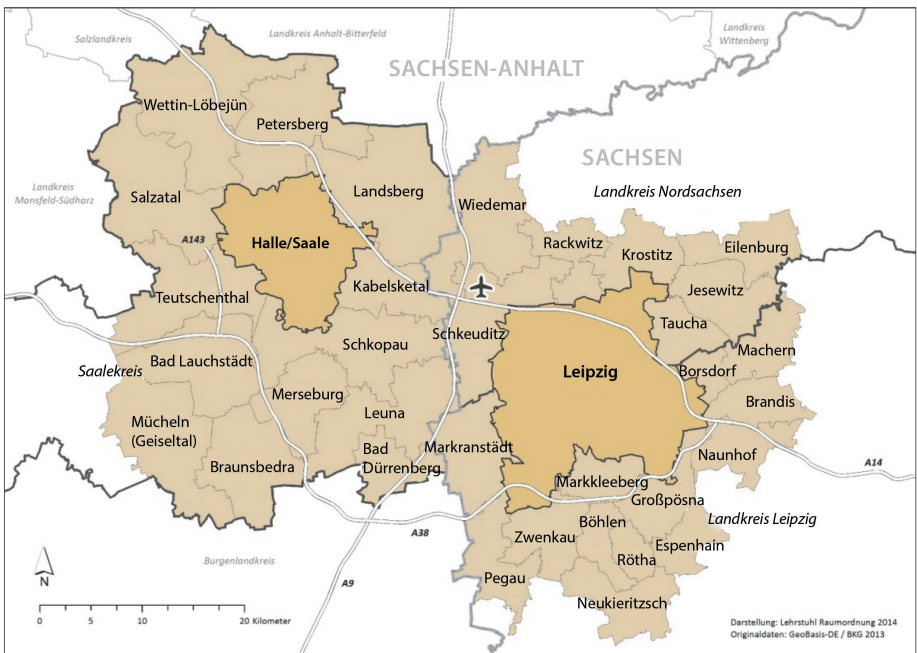 Salzlandkreis
Landkreis Anhalt-Bitterfeld
Landkreis
Wittenberg
SACHSEN-ANHALT
Wettin-Löbejün
Petersberg
SACHSEN
Landkreis
Mansfeld-Südharz
Salzatal
Landsberg
Wiedemar
Landkreis Nordsachsen
A143
Halle/Saale
Rackwitz
Krostitz
Eilenburg
Teutschenthal
Kabelsketal
Jesewitz
Schkeuditz
Taucha
Schkopau
Machern
Saalekreis
Bad Lauchstädt
Leipzig
Borsdorf
Merseburg
Brandis
Leuna
Mücheln
(Geiseltal)
Bad
Dürrenberg
Markranstädt
Naunhof
Braunsbedra
A14
Markkleeberg
Großpösna
Böhlen
Landkreis Leipzig
A38
Zwenkau
Espenhain
Rötha
Burgenlandkreis
Pegau
A9
Neukieritzsch
N
0 5 10 20 Kilometer
Darstellung: Lehrstuhl Raumordnung 2014
Originaldaten: GeoBasis-DE / BKG 2013